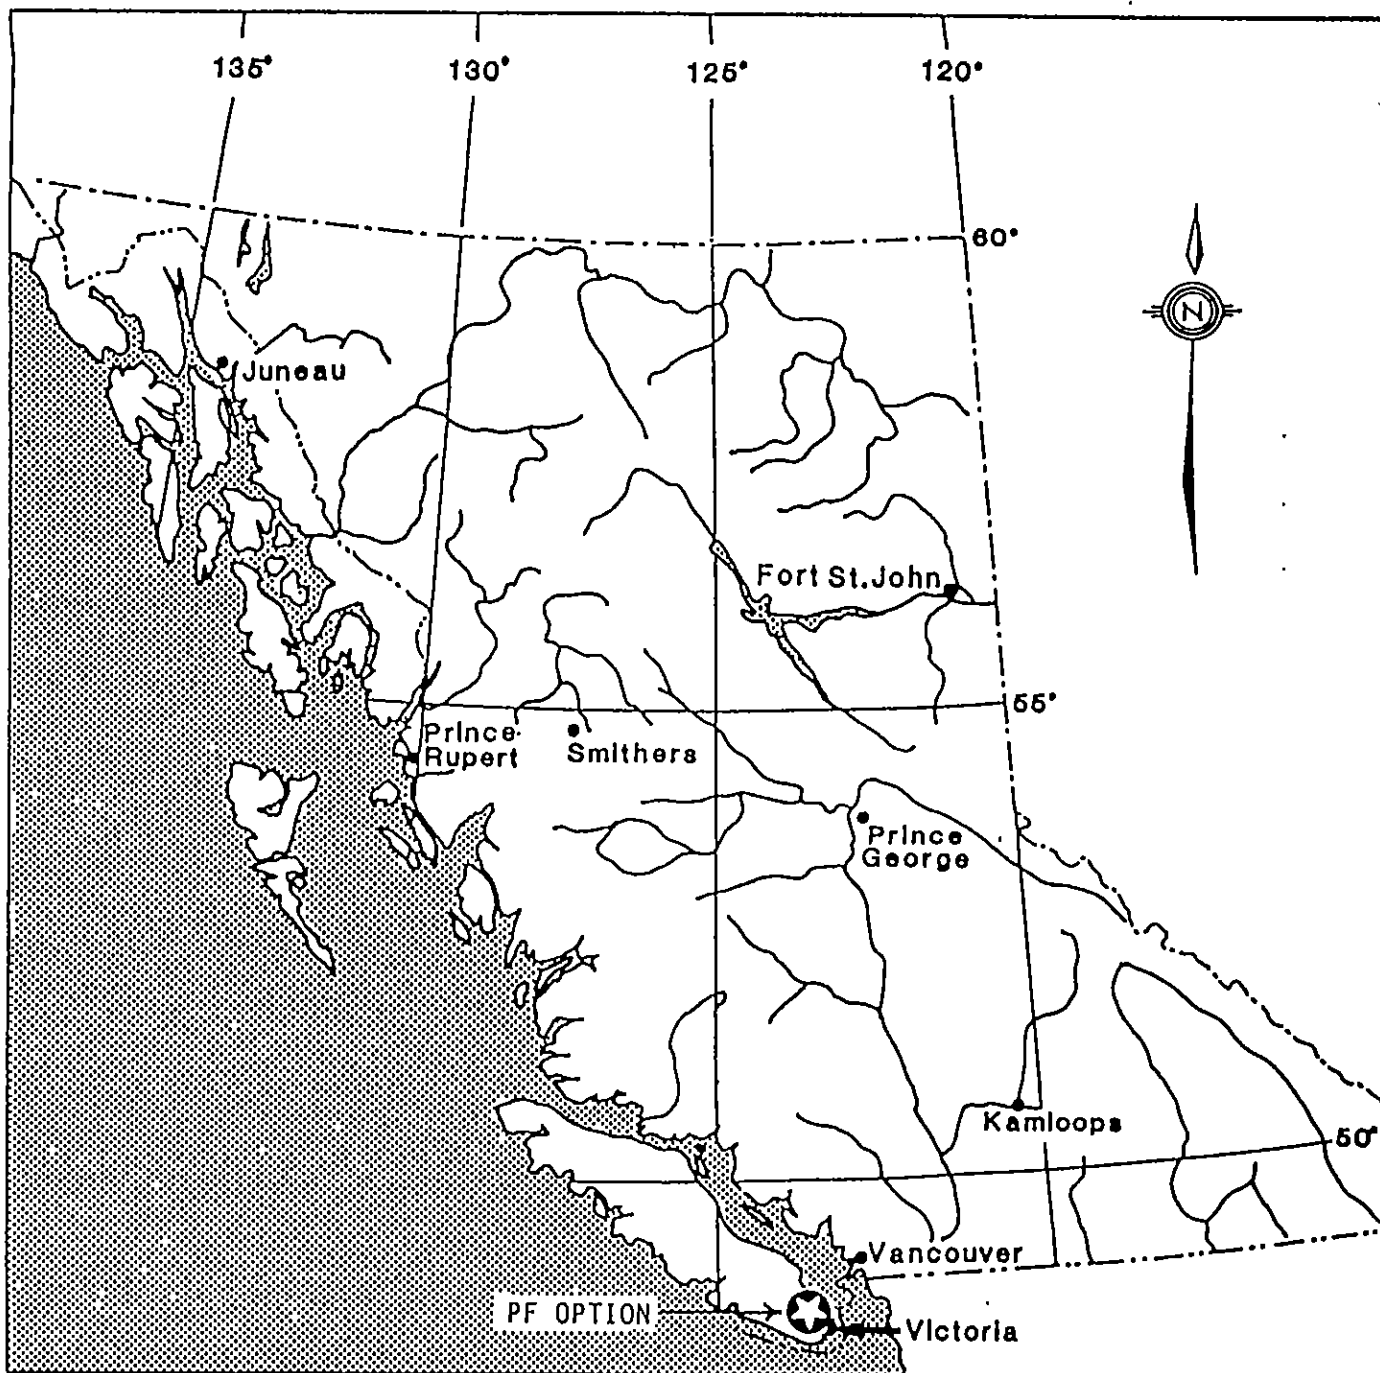 135° 130° 125° 120°
60°
N
Juneau
Fort St. John
55°
Prince
Rupert
Smithers
Prince
George
Kamloops
50°
Vancouver
PF OPTION
Victoria